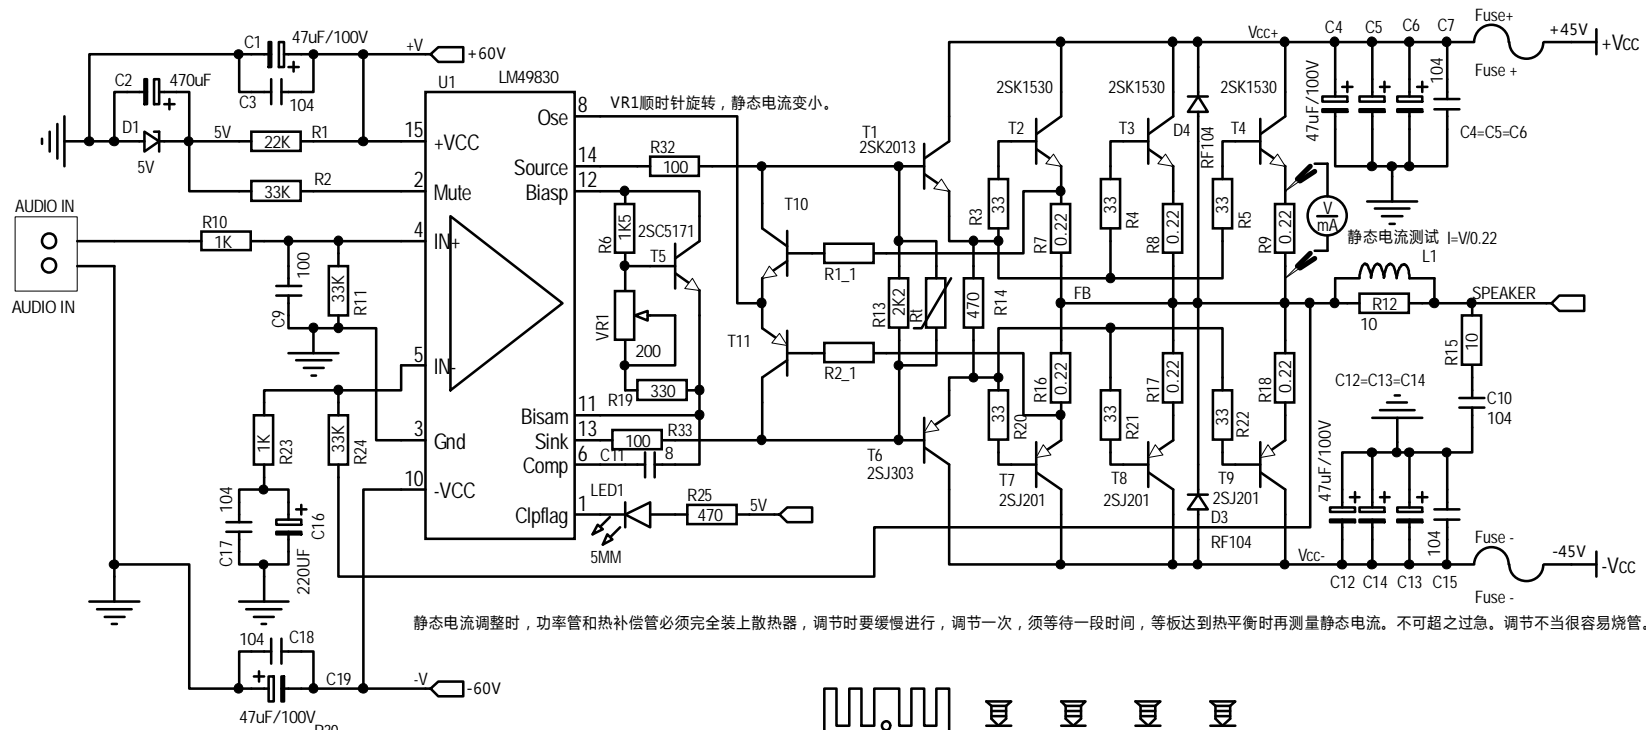 C1
47uF/100V
+V
+60V
C2
470uF
C3
104
D1
5V
5V
22K
R1
33K
R2
U1
LM49830
15
+VCC
2
Mute
4
IN+
5
IN-
3
Gnd
10
-VCC
8
Ose
14
Source
12
Biasp
11
Bisam
13
Sink
6
Comp
1
Clpflag
AUDIO IN
AUDIO IN
R10
1K
100
C9
33K
R11
1K
R23
33K
R24
104
C17
C16
220UF
104
C18
C19
47uF/100V
-V
-60V
VR1顺时针旋转，静态电流变小。
R32
100
R6
1K5
2SC5171
T5
VR1
200
R19
330
100
R33
C11
8
LED1
5MM
R25
470
5V
T10
T11
R1_1
R2_1
T1
2SK2013
R13
2K2
Rt
470
R14
T6
2SJ303
Vcc+
2SK1530
T2
R3
33
R7
0.22
2SK1530
T3
33
R4
R8
0.22
D4
RF104
2SK1530
T4
33
R5
R9
0.22
V
mA
静态电流测试 I=V/0.22
FB
L1
R12
10
SPEAKER
R15
10
C10
104
33
R20
R16
0.22
T7
2SJ201
33
R21
R17
0.22
T8
2SJ201
33
R22
R18
0.22
T9
2SJ201
D3
RF104
Vcc-
C4
C5
C6
C7
47uF/100V
104
C4=C5=C6
Fuse+
Fuse +
+45V
+Vcc
C12=C13=C14
47uF/100V
104
C12
C14
C13
C15
Fuse -
Fuse -
-45V
-Vcc
静态电流调整时，功率管和热补偿管必须完全装上散热器，调节时要缓慢进行，调节一次，须等待一段时间，等板达到热平衡时再测量静态电流。不可超之过急。调节不当很容易烧管。